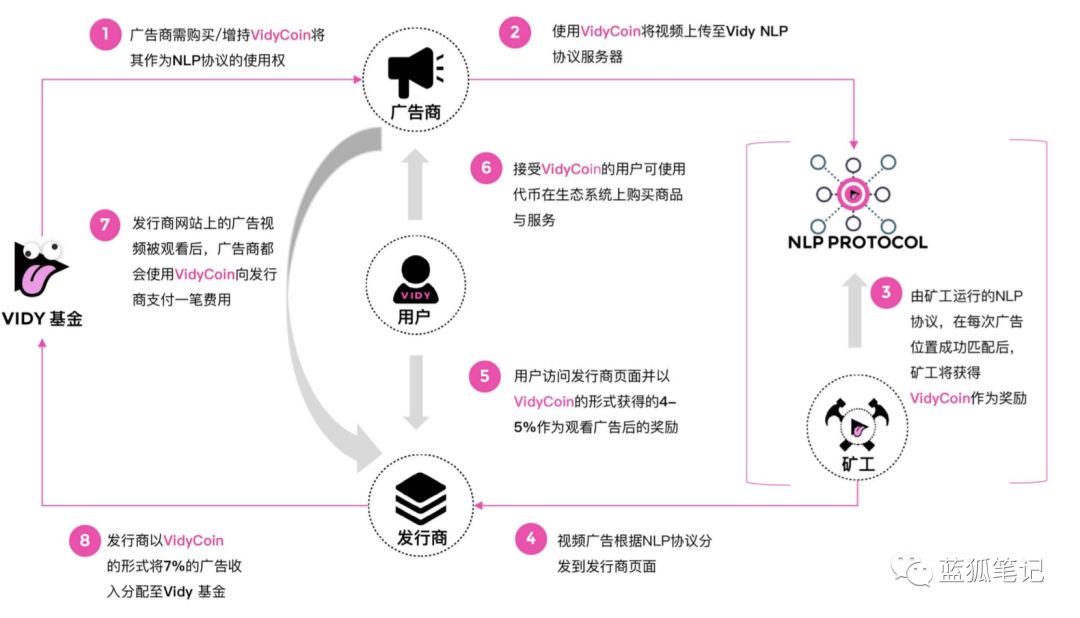 1
广告商需购买/增持VidyCoin将
其作为NLP协议的使用权
广告商
2
使用VidyCoin将视频上传至Vidy NLP
协议服务器
NLP PROTOCOL
3
由矿工运行的NLP
协议，在每次广告
位置成功匹配后，
矿工将获得
VidyCoin作为奖励
矿工
4
视频广告根据NLP协议分
发到发行商页面
5
用户访问发行商页面并以
VidyCoin的形式获得的4–
5%作为观看广告后的奖励
6
接受VidyCoin的用户可使用
代币在生态系统上购买商品
与服务
VIDY
用户
7
发行商网站上的广告视
频被观看后，广告商都
会使用VidyCoin向发行
商支付一笔费用
VIDY 基金
发行商
8
发行商以VidyCoin
的形式将7%的广告收
入分配至Vidy 基金
蓝狐笔记